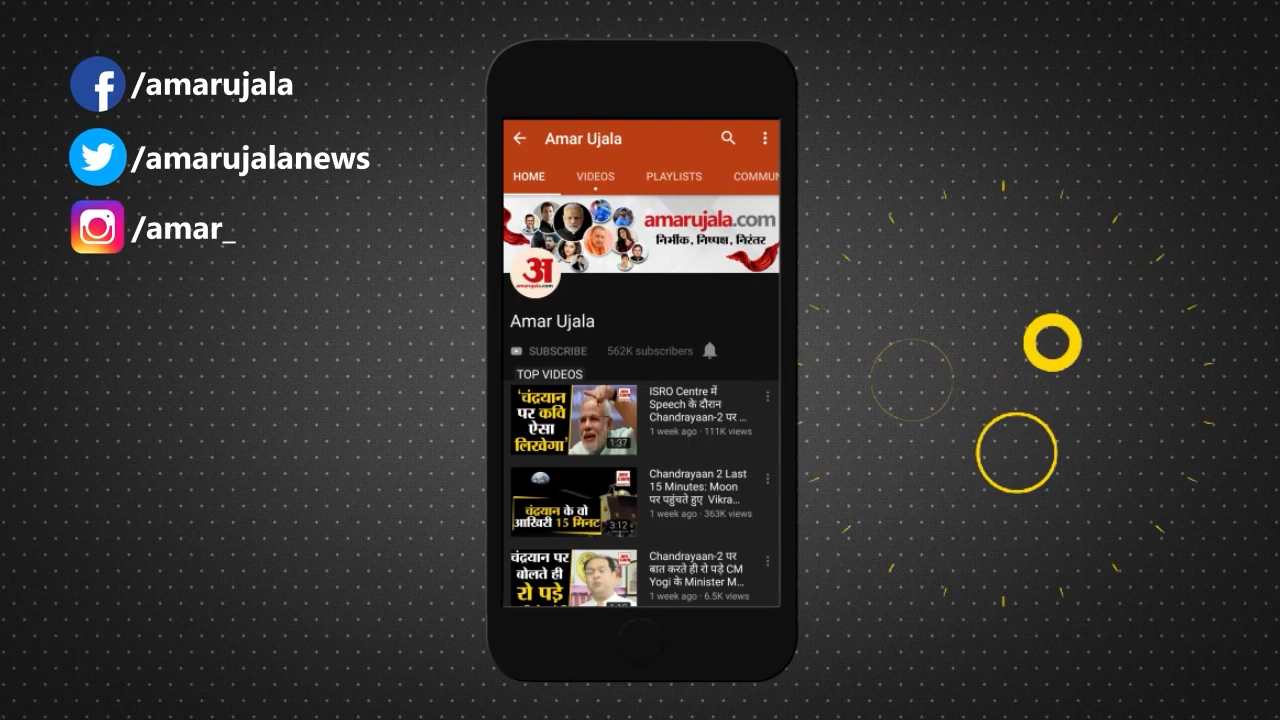 /amarujala
/amarujalanews
/amar_
Amar Ujala
HOME VIDEOS PLAYLISTS COMMUN
amarujala.com
निर्भीक, निष्पक्ष, निरंतर
अ
amarujala.com
Amar Ujala
SUBSCRIBE 562K subscribers
TOP VIDEOS
'चंद्रयान
पर कवि
ऐसा
लिखेगा'
1:37
ISRO Centre में
Speech के दौरान
Chandrayaan-2 पर ...
1 week ago · 111K views
चंद्रयान के वो
आखिरी 15 मिनट
3:12
Chandrayaan 2 Last
15 Minutes: Moon
पर पहुंचते हुए Vikra...
1 week ago · 363K views
चंद्रयान पर
बोलते ही
रो पड़े
Chandrayaan-2 पर
बात करते ही रो पड़े CM
Yogi के Minister M...
1 week ago · 6.5K views